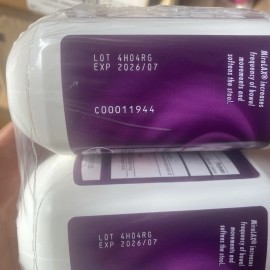 LOT 4H04RG
EXP 2026/07
C00011944
MiraLAX® increases
frequency of bowel
movements and
softens the stool.
LOT 4H04RG
EXP 2026/07
MiraLAX® increases
frequency of bowel
movements and
softens the stool.